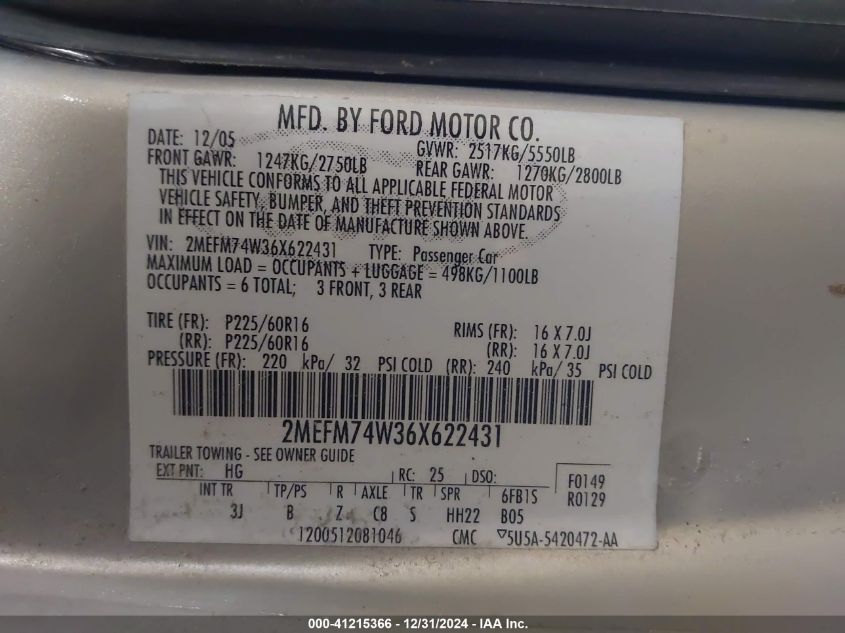 MFD. BY FORD MOTOR CO.
DATE: 12/05 GVWR: 2517KG/5550LB
FRONT GAWR: 1247KG/2750LB REAR GAWR: 1270KG/2800LB
THIS VEHICLE CONFORMS TO ALL APPLICABLE FEDERAL MOTOR
VEHICLE SAFETY, BUMPER, AND THEFT PREVENTION STANDARDS
IN EFFECT ON THE DATE OF MANUFACTURE SHOWN ABOVE.
VIN: 2MEFM74W36X622431 TYPE: Passenger Car
MAXIMUM LOAD = OCCUPANTS + LUGGAGE = 498KG/1100LB
OCCUPANTS = 6 TOTAL; 3 FRONT, 3 REAR
TIRE (FR): P225/60R16 RIMS (FR): 16 X 7.0J
(RR): P225/60R16 (RR): 16 X 7.0J
PRESSURE (FR): 220 kPa/ 32 PSI COLD (RR): 240 kPa/ 35 PSI COLD
2MEFM74W36X622431
TRAILER TOWING - SEE OWNER GUIDE
EXT PNT: HG RC: 25 DSO: F0149
INT TR TP/PS R AXLE TR SPR 6FB1S R0129
3J B Z C8 S HH22 B05
1200512081046 CMC ▽5U5A-5420472-AA
000-41215366 - 12/31/2024 - IAA Inc.